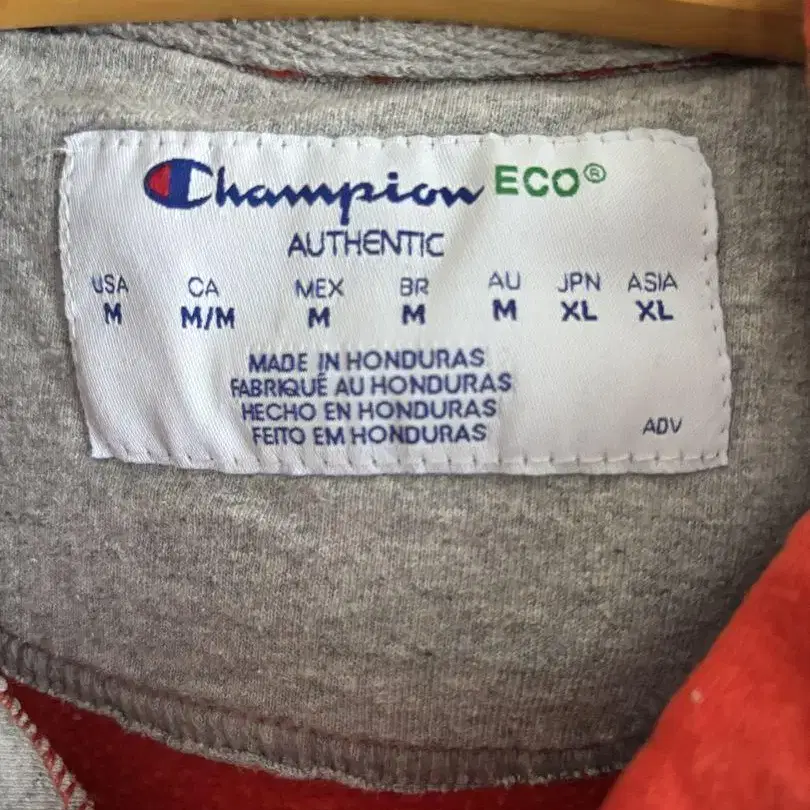 Champion ECO®
AUTHENTIC
USA CA MEX BR AU JPN ASIA
M M/M M M M XL XL
MADE IN HONDURAS
FABRIQUÉ AU HONDURAS
HECHO EN HONDURAS
FEITO EM HONDURAS
ADV